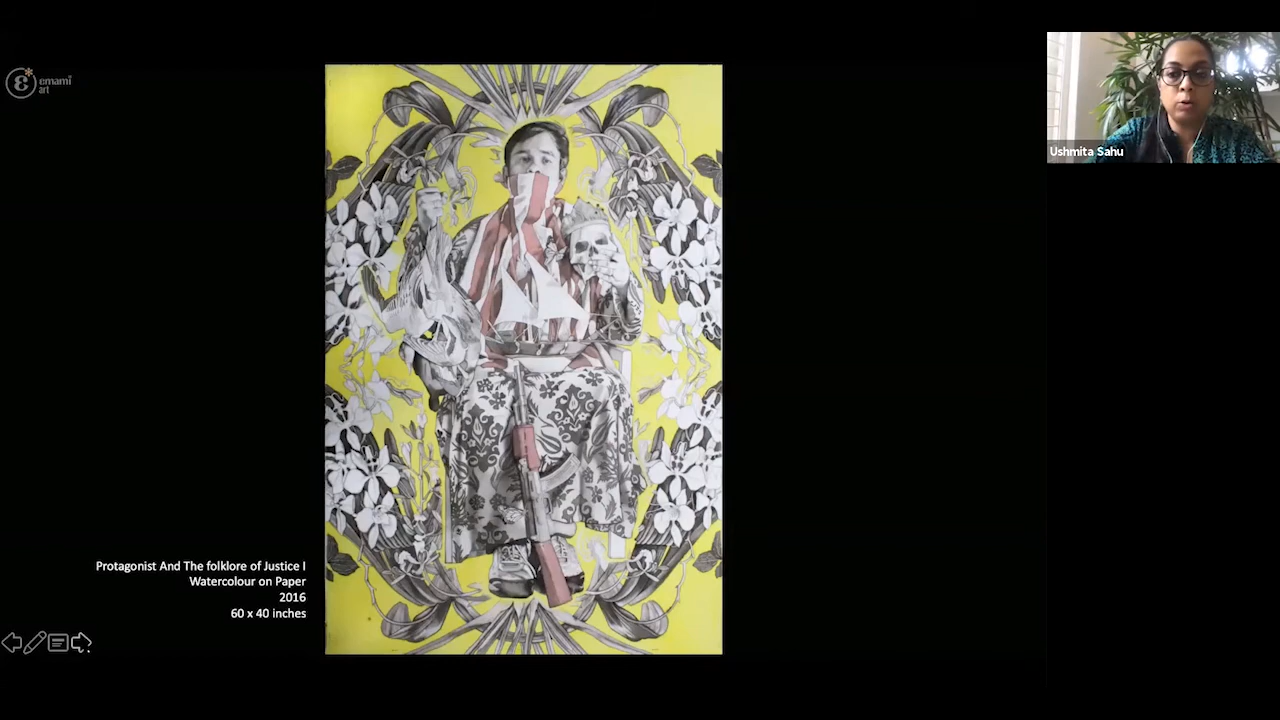 emami
art
Ushmita Sahu
Protagonist And The folklore of Justice I
Watercolour on Paper
2016
60 x 40 inches